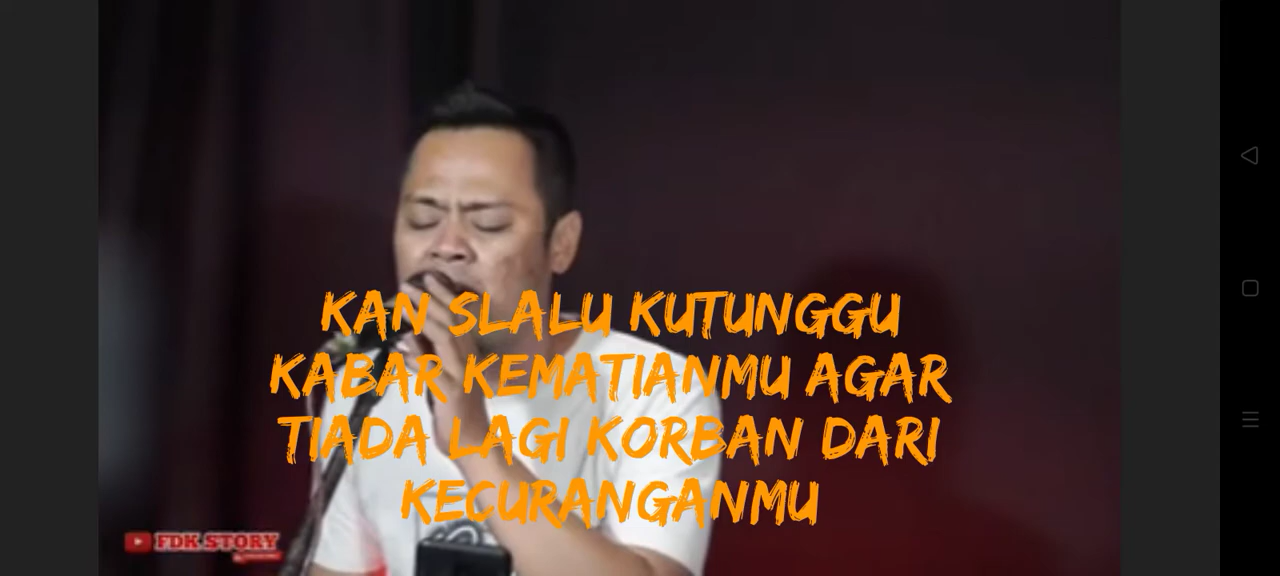 KAN SLALU KUTUNGGU
KABAR KEMATIANMU AGAR
TIADA LAGI KORBAN DARI
KECURANGANMU
FDK STORY